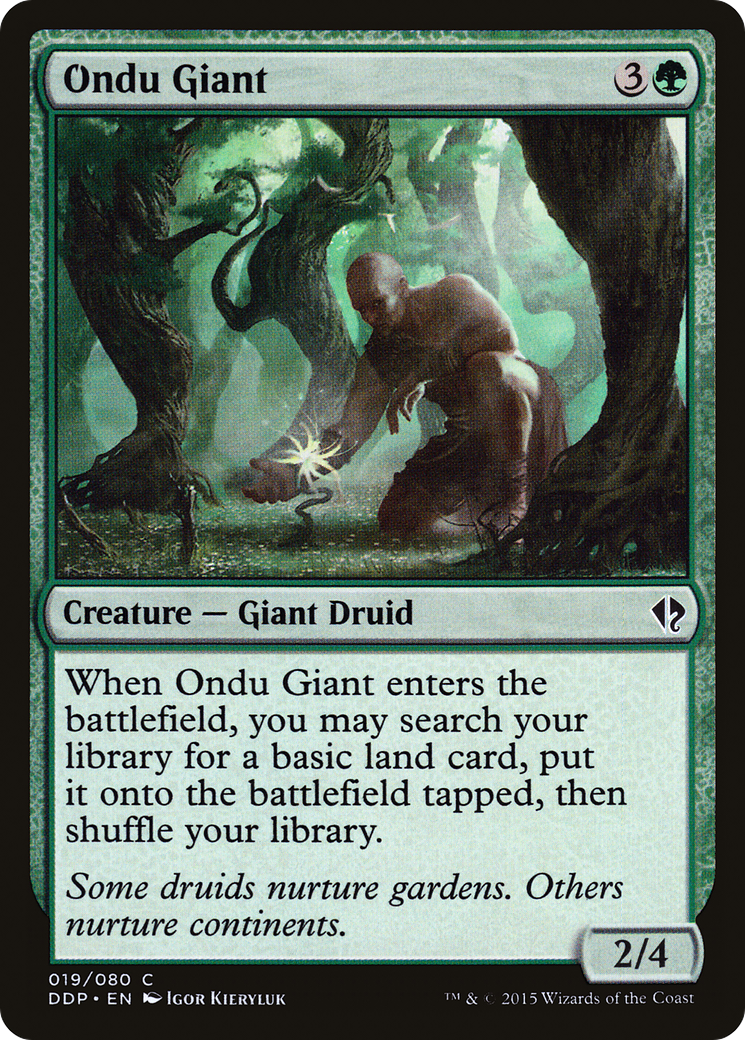 Ondu Giant
3
Creature — Giant Druid
When Ondu Giant enters the
battlefield, you may search your
library for a basic land card, put
it onto the battlefield tapped, then
shuffle your library.
Some druids nurture gardens. Others
nurture continents.
2/4
019/080 C
DDP • EN Igor Kieryluk
™ & © 2015 Wizards of the Coast